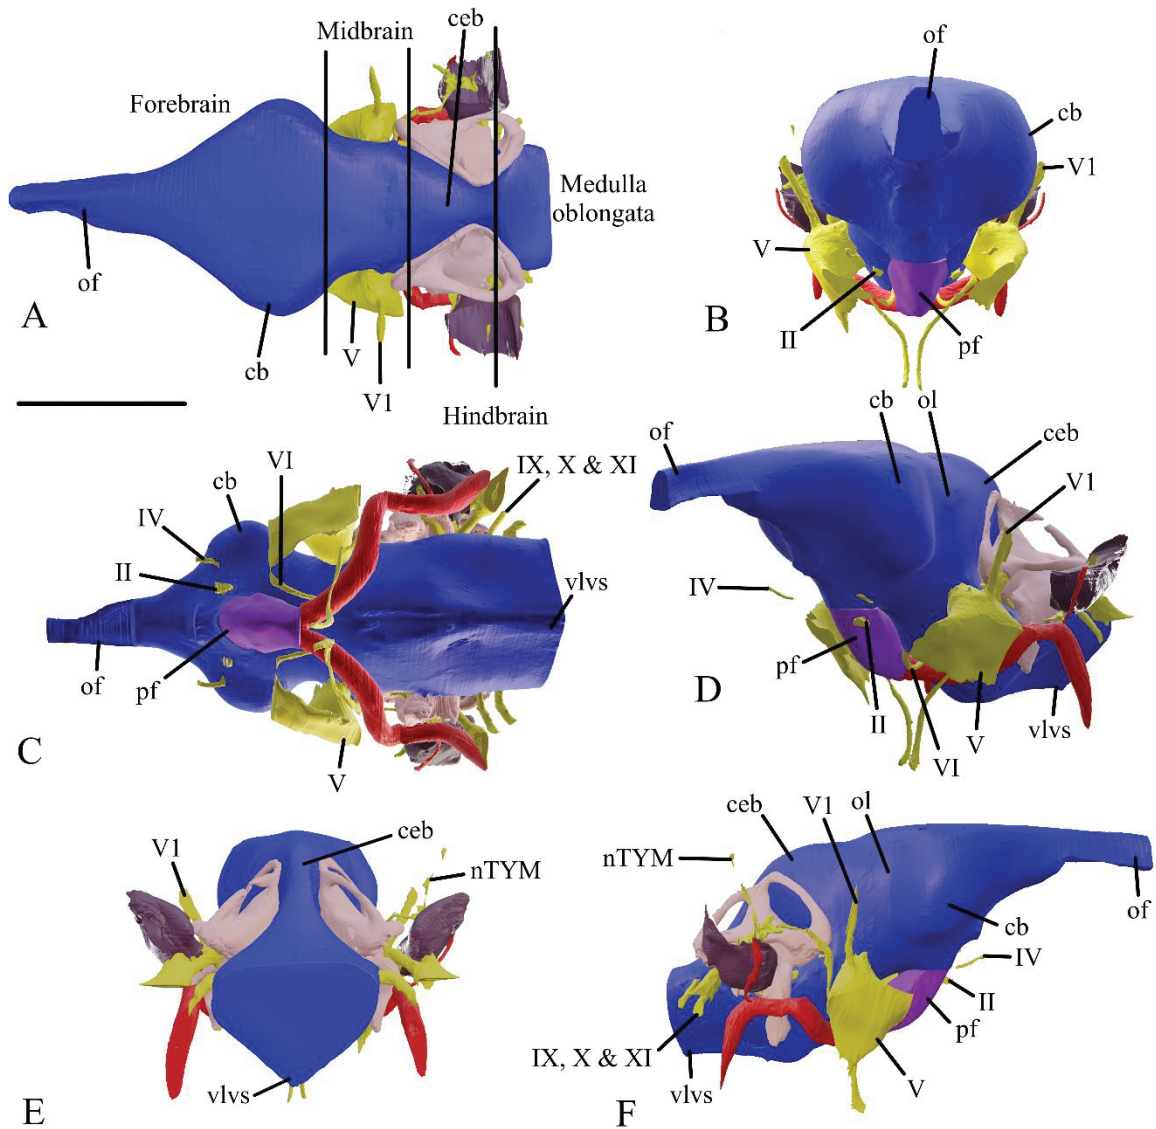 Midbrain
ceb
Forebrain
Medulla
oblongata
of
cb
V
V1
Hindbrain
A
of
cb
V1
V
II
pf
B
cb
VI
IV
II
of
pf
V
IX, X & XI
vlvs
C
of
cb
ol
ceb
V1
IV
pf
II
VI
V
vlvs
D
ceb
V1
nTYM
vlvs
E
ceb
V1
ol
nTYM
of
cb
IV
II
pf
IX, X & XI
V
vlvs
F